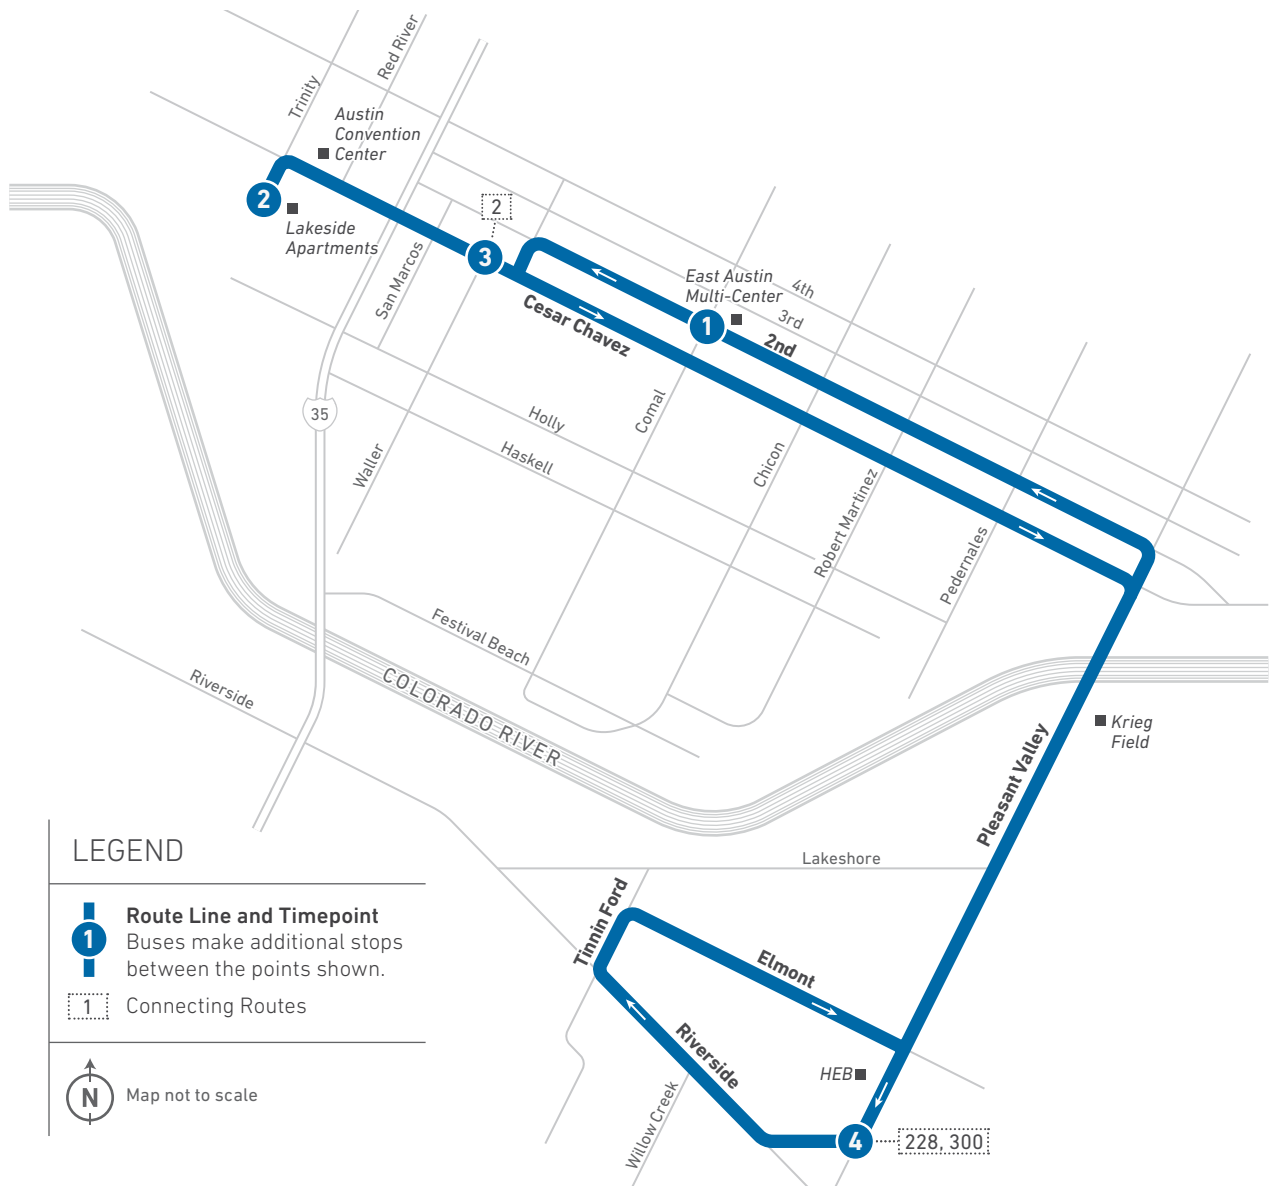 Red River
Trinity
Austin
Convention
Center
2
Lakeside
Apartments
2
3
San Marcos
East Austin
Multi-Center
4th
3rd
2nd
1
Cesar Chavez
35
Holly
Haskell
Waller
Comal
Chicon
Robert Martinez
Pedernales
Festival Beach
Riverside
COLORADO RIVER
Krieg
Field
Pleasant Valley
Lakeshore
Tinnin Ford
Elmont
Riverside
HEB
Willow Creek
4
228, 300
LEGEND
1
Route Line and Timepoint
Buses make additional stops
between the points shown.
1
Connecting Routes
N
Map not to scale